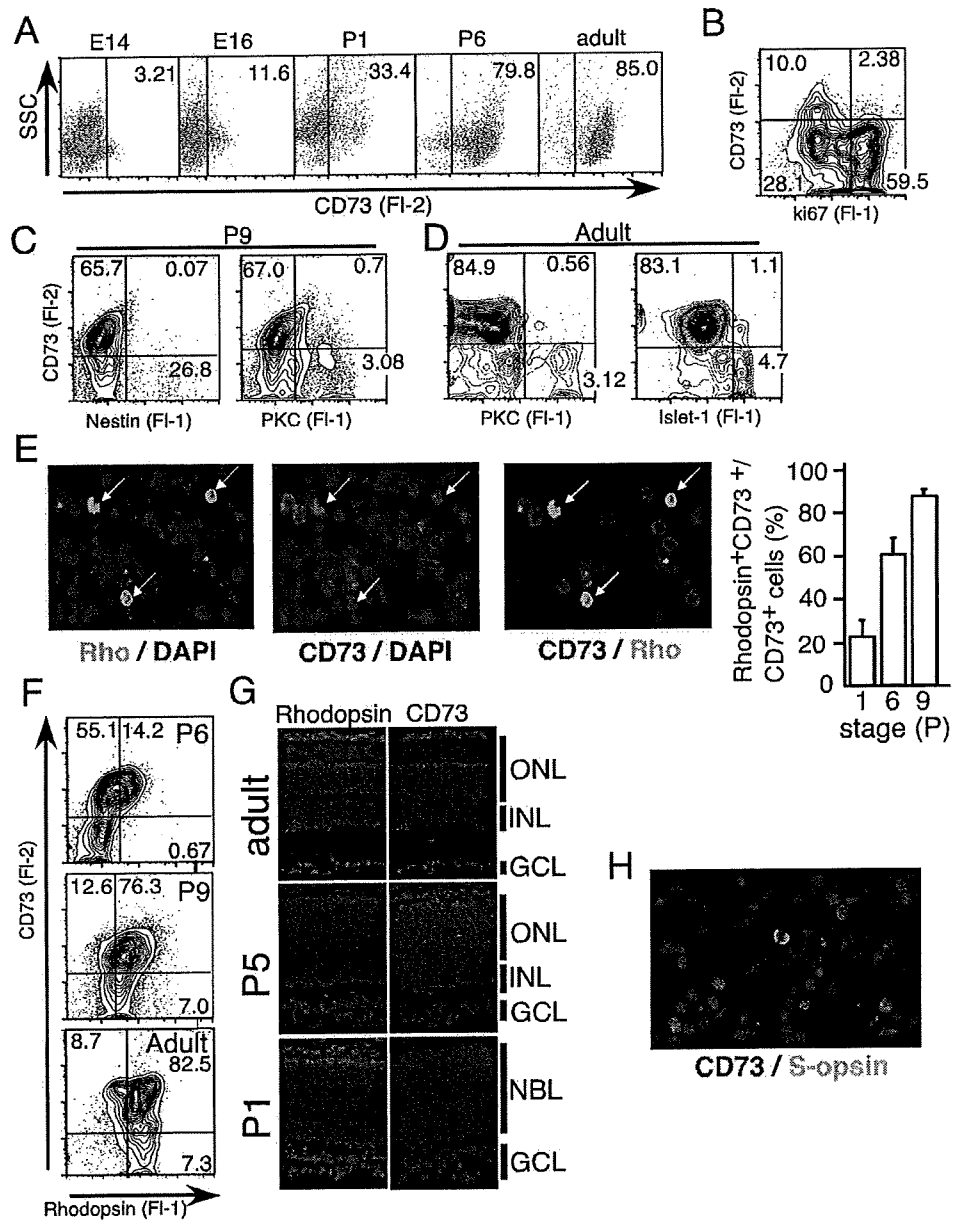 A
E14 E16 P1 P6 adult
3.21 11.6 33.4 79.8 85.0
SSC
CD73 (Fl-2)
B
10.0 2.38
CD73 (Fl-2)
28.1 59.5
ki67 (Fl-1)
C P9
65.7 0.07 67.0 0.7
CD73 (Fl-2)
26.8 3.08
Nestin (Fl-1) PKC (Fl-1)
D Adult
84.9 0.56 83.1 1.1
3.12 4.7
PKC (Fl-1) Islet-1 (Fl-1)
E
Rho / DAPI CD73 / DAPI CD73 / Rho
Rhodopsin+CD73 +/
CD73+ cells (%)
100
80
60
40
20
0
1 6 9
stage (P)
F
55.1 14.2 P6
0.67
CD73 (Fl-2)
12.6 76.3 P9
7.0
8.7 Adult
82.5
7.3
Rhodopsin (Fl-1)
G
Rhodopsin CD73
adult
ONL
INL
GCL
P5
ONL
INL
GCL
P1
NBL
GCL
H
CD73 / S-opsin